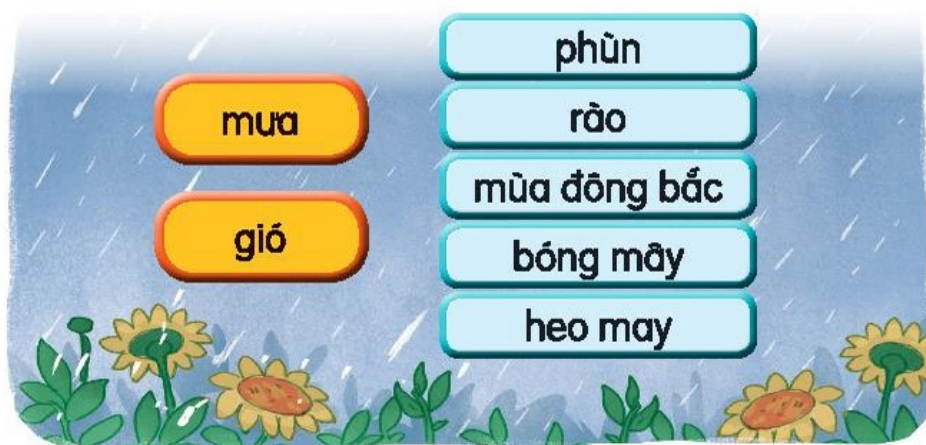 mưa
gió
phùn
rào
mùa đông bắc
bóng mây
heo may